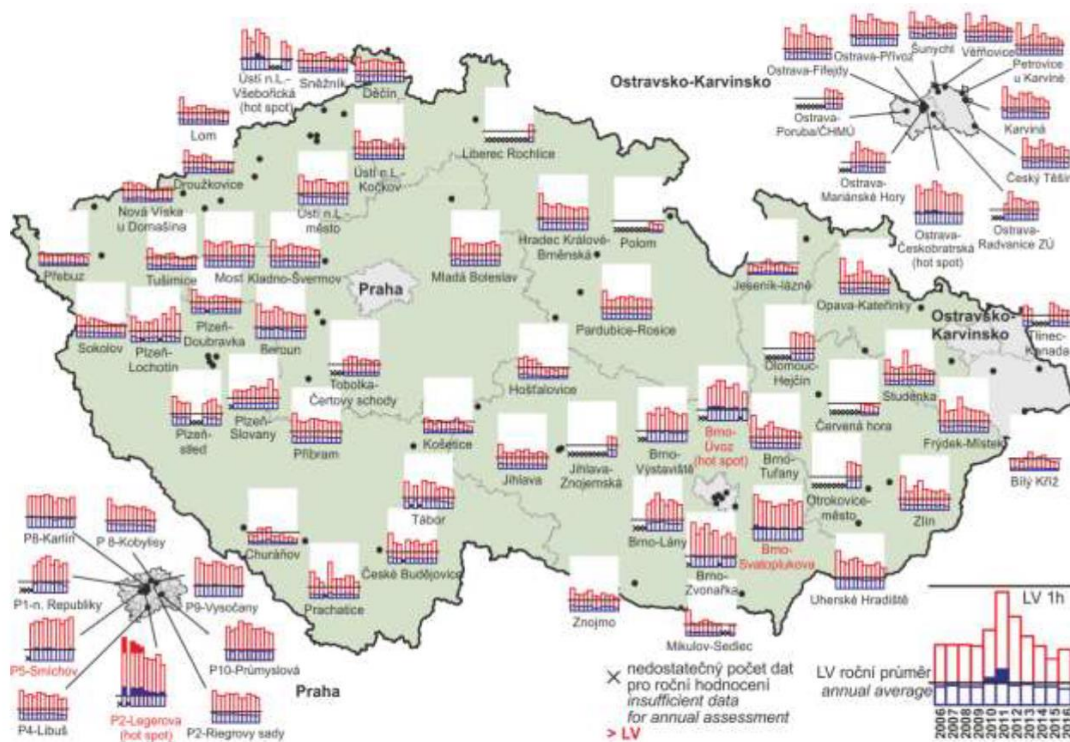 Ústí n.L.-
Všebořická
(hot spot)
Sněžník
Děčín
Lom
Droužkovice
Nová Víska
u Domašína
Ústí n.L.-
město
Ústí n.L.-
Kočkov
Liberec Rochlice
Ostravsko-Karvinsko
Ostrava-Fifejdy
Ostrava-Přívoz
Šunychl
Věřňovice
Petrovice
u Karviné
Ostrava-
Poruba/ČHMÚ
Karviná
Ostrava-
Mariánské Hory
Český Těšín
Ostrava-
Českobratrská
(hot spot)
Ostrava-
Radvanice ZÚ
Přebuz
Tušimice
Most
Kladno-Švermov
Praha
Mladá Boleslav
Hradec Králové-
Brněnská
Polom
Jeseník-lázně
Opava-Kateřinky
Sokolov
Plzeň-
Lochotín
Plzeň-
Doubravka
Beroun
Pardubice-Rosice
Ostravsko-
Karvinsko
Třinec-
Kanada
Tobolka-
Čertovy schody
Hošťalovice
Olomouc-
Hejčín
Studénka
Plzeň-
střed
Plzeň-
Slovany
Příbram
Košetice
Jihlava
Jihlava-
Znojemská
Brno-
Výstaviště
Brno-
Úvoz
(hot spot)
Brno-
Tuřany
Červená hora
Frýdek-Místek
Bílý Kříž
Otrokovice-
město
Zlín
Tábor
Churáňov
České Budějovice
Prachatice
Brno-Lány
Brno-
Zvonařka
Brno-
Svatoplukova
Uherské Hradiště
Znojmo
Mikulov-Sedlec
P8-Karlín
P 8-Kobylisy
P1-n. Republiky
P9-Vysočany
P5-Smíchov
P10-Průmyslová
P4-Libuš
P2-Legerova
(hot spot)
P2-Riegrovy sady
Praha
× nedostatečný počet dat
pro roční hodnocení
insufficient data
for annual assessment
> LV
LV 1h
LV roční průměr
annual average
2006
2007
2008
2009
2010
2011
2012
2013
2014
2015
2016